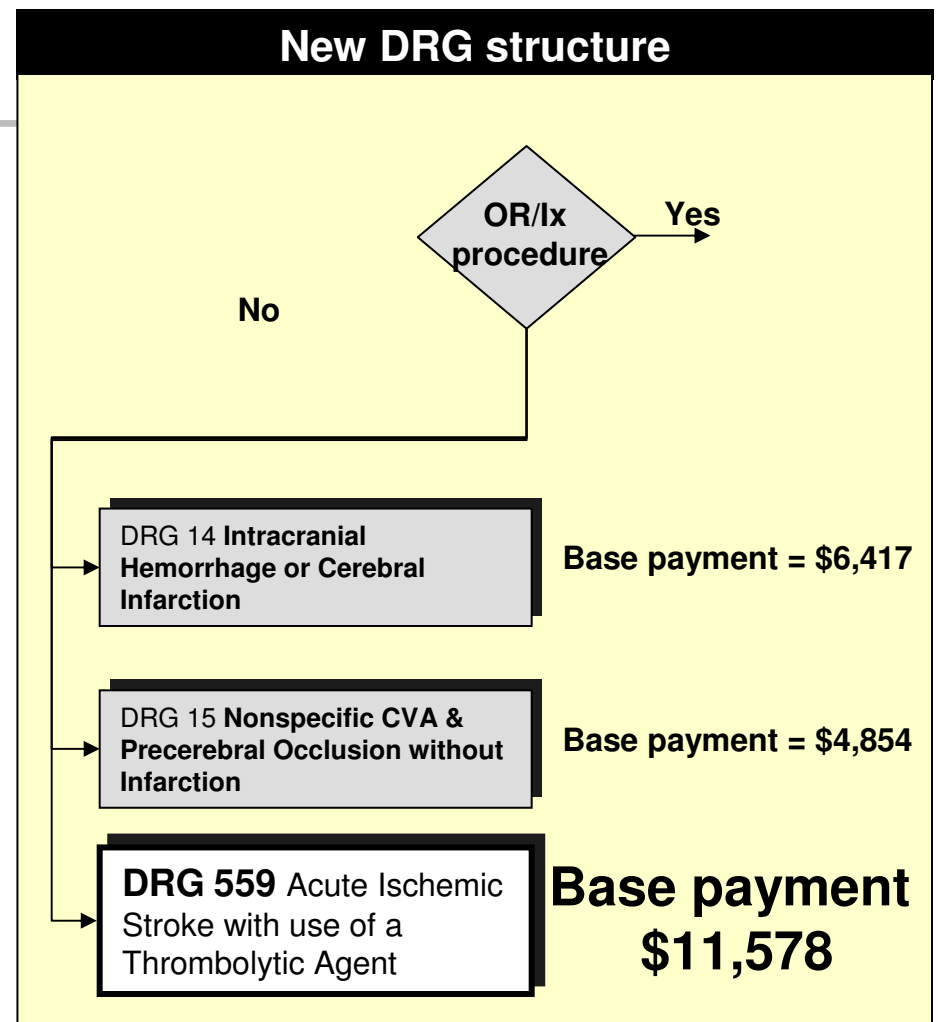 New DRG structure
OR/Ix
procedure
Yes
No
DRG 14 Intracranial
Hemorrhage or Cerebral
Infarction
Base payment = $6,417
DRG 15 Nonspecific CVA &
Precerebral Occlusion without
Infarction
Base payment = $4,854
DRG 559 Acute Ischemic
Stroke with use of a
Thrombolytic Agent
Base payment
$11,578